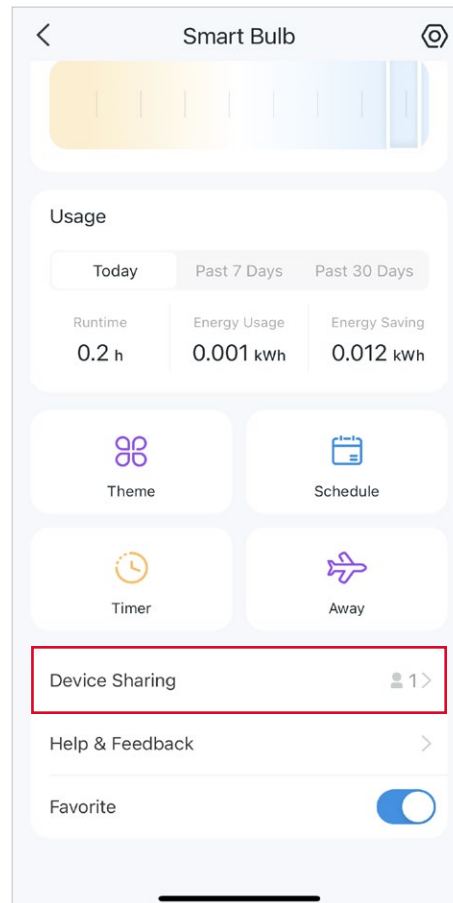 Smart Bulb
Usage
Today Past 7 Days Past 30 Days
Runtime Energy Usage Energy Saving
0.2 h 0.001 kWh 0.012 kWh
Theme Schedule
Timer Away
Device Sharing 1
Help & Feedback
Favorite